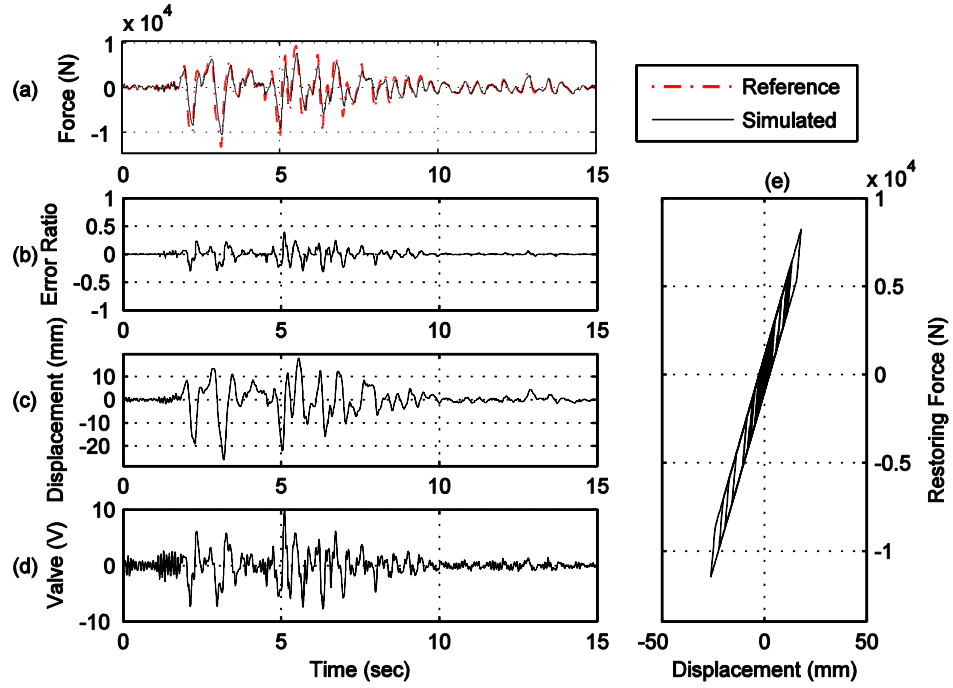 x 10^4
1
0
-1
(a)
Force (N)
0
5
10
15
Reference
Simulated
1
0.5
0
-0.5
-1
(b)
Error Ratio
0
5
10
15
10
0
-10
-20
(c)
Displacement (mm)
0
5
10
15
10
0
-10
(d)
Valve (V)
0
5
10
15
Time (sec)
(e)
x 10^4
1
0.5
0
-0.5
-1
Restoring Force (N)
-50
0
50
Displacement (mm)